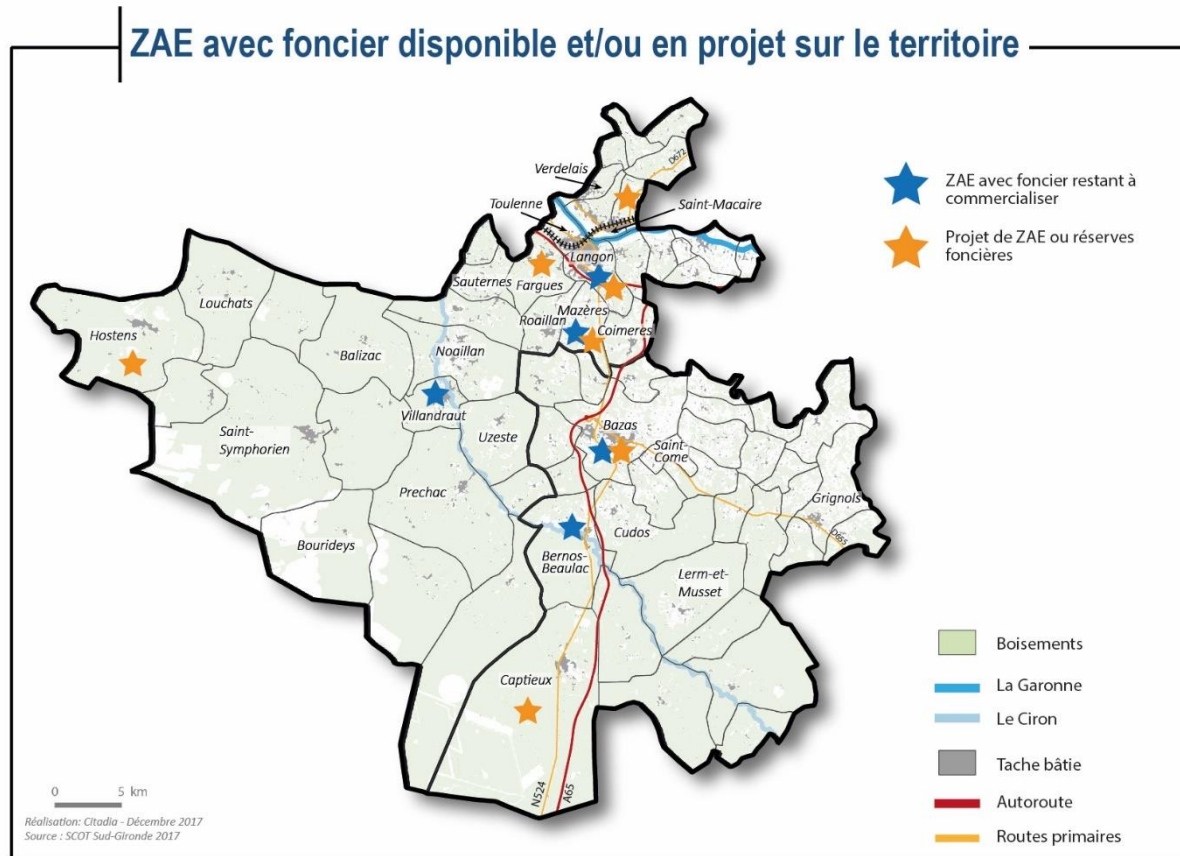 ZAE avec foncier disponible et/ou en projet sur le territoire
Verdelais
D672
Toulenne
Saint-Macaire
Langon
Sauternes
Fargues
Mazères
Louchats
Roaillan
Coimeres
Hostens
Balizac
Noaillan
Villandraut
Bazas
Saint-
Symphorien
Uzeste
Saint
Come
Prechac
Grignols
D665
Bourideys
Cudos
Bernos-
Beaulac
Lerm-et-
Musset
Captieux
N524
A65
ZAE avec foncier restant à
commercialiser
Projet de ZAE ou réserves
foncières
Boisements
La Garonne
Le Ciron
Tache bâtie
Autoroute
Routes primaires
0 5 km
Réalisation: Citadia - Décembre 2017
Source : SCOT Sud-Gironde 2017